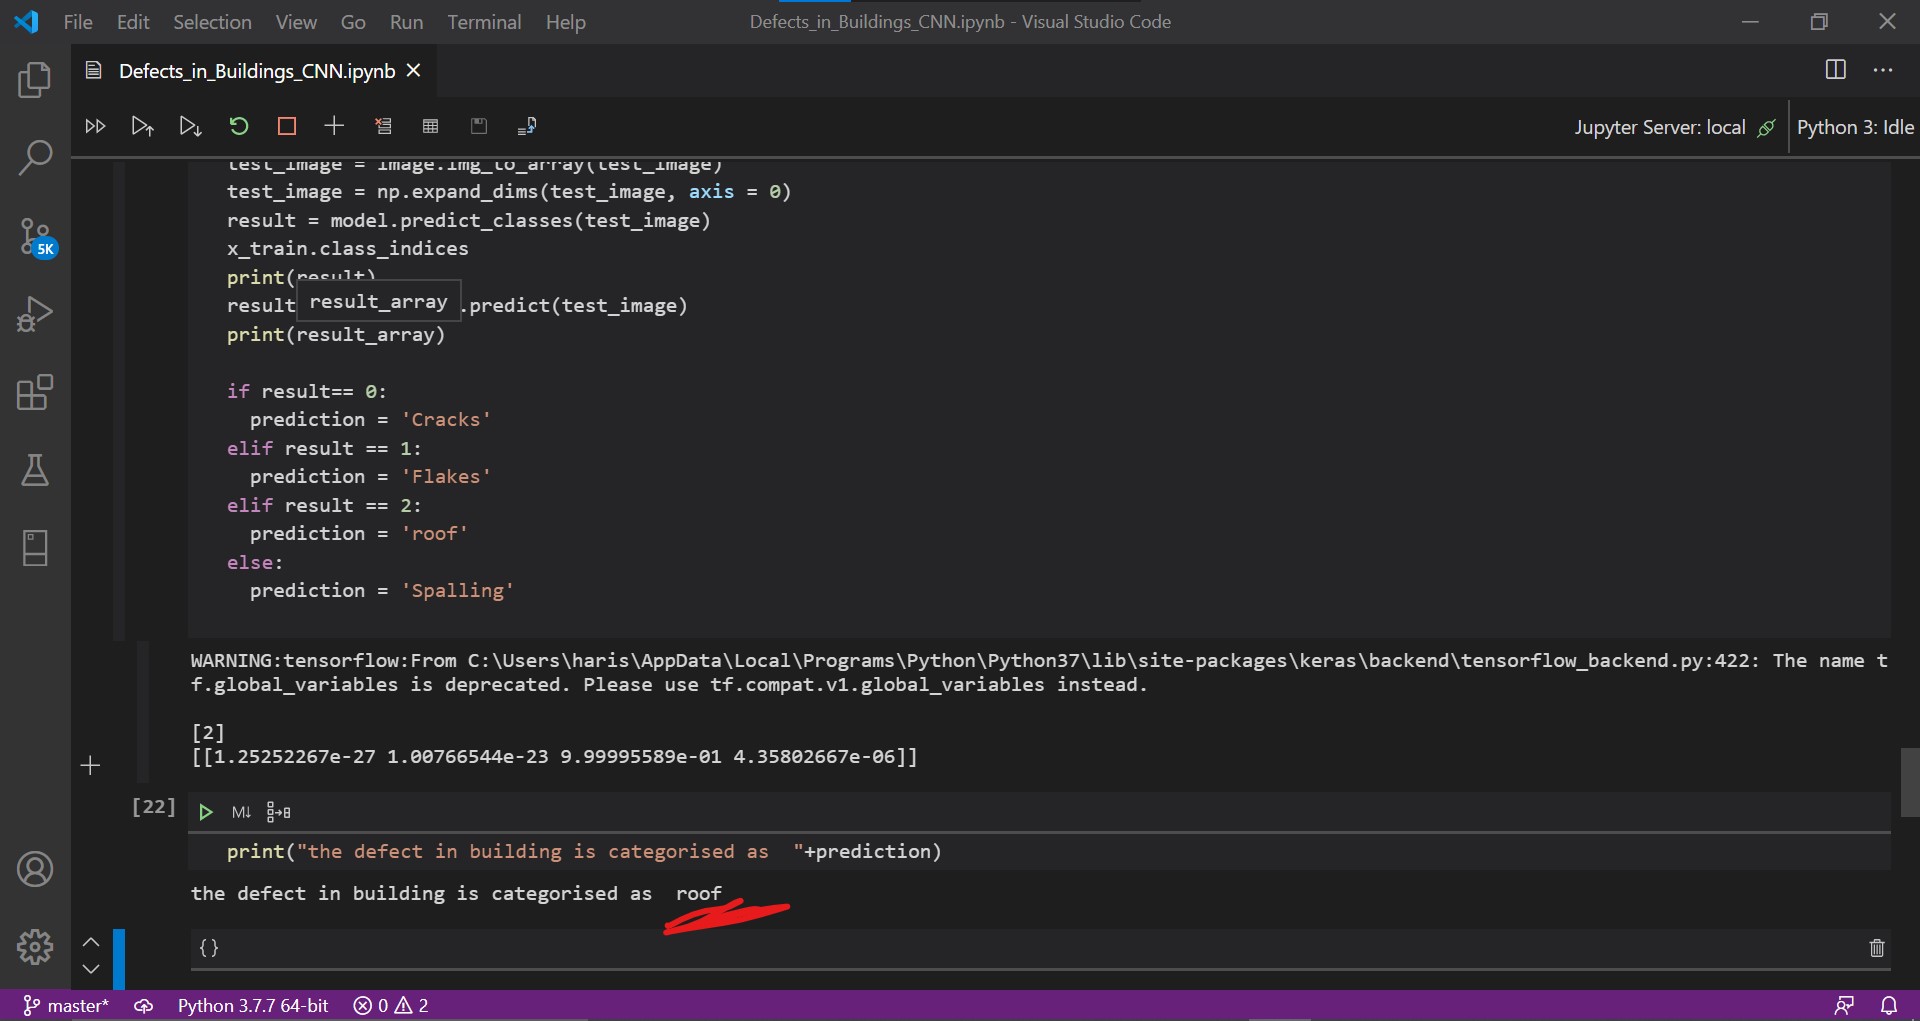 File Edit Selection View Go Run Terminal Help Defects_in_Buildings_CNN.ipynb - Visual Studio Code
Defects_in_Buildings_CNN.ipynb
Jupyter Server: local Python 3: Idle
test_image = image.img_to_array(test_image)
test_image = np.expand_dims(test_image, axis = 0)
result = model.predict_classes(test_image)
x_train.class_indices
print(result)
result_array
result .predict(test_image)
print(result_array)
if result== 0:
prediction = 'Cracks'
elif result == 1:
prediction = 'Flakes'
elif result == 2:
prediction = 'roof'
else:
prediction = 'Spalling'
WARNING:tensorflow:From C:\Users\haris\AppData\Local\Programs\Python\Python37\lib\site-packages\keras\backend\tensorflow_backend.py:422: The name t
f.global_variables is deprecated. Please use tf.compat.v1.global_variables instead.
[2]
[[1.25252267e-27 1.00766544e-23 9.99995589e-01 4.35802667e-06]]
[22]
M↓
print("the defect in building is categorised as  "+prediction)
the defect in building is categorised as  roof
{}
5K
master* Python 3.7.7 64-bit 0 2